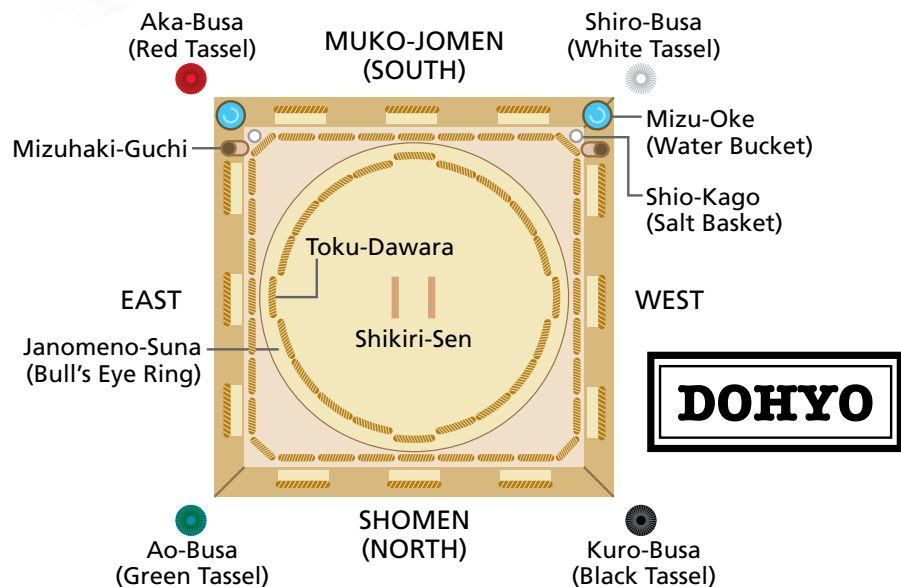 Aka-Busa
(Red Tassel)
MUKO-JOMEN
(SOUTH)
Shiro-Busa
(White Tassel)
Mizuhaki-Guchi
Mizu-Oke
(Water Bucket)
Shio-Kago
(Salt Basket)
Toku-Dawara
EAST
WEST
Shikiri-Sen
Janomeno-Suna
(Bull's Eye Ring)
DOHYO
SHOMEN
(NORTH)
Ao-Busa
(Green Tassel)
Kuro-Busa
(Black Tassel)